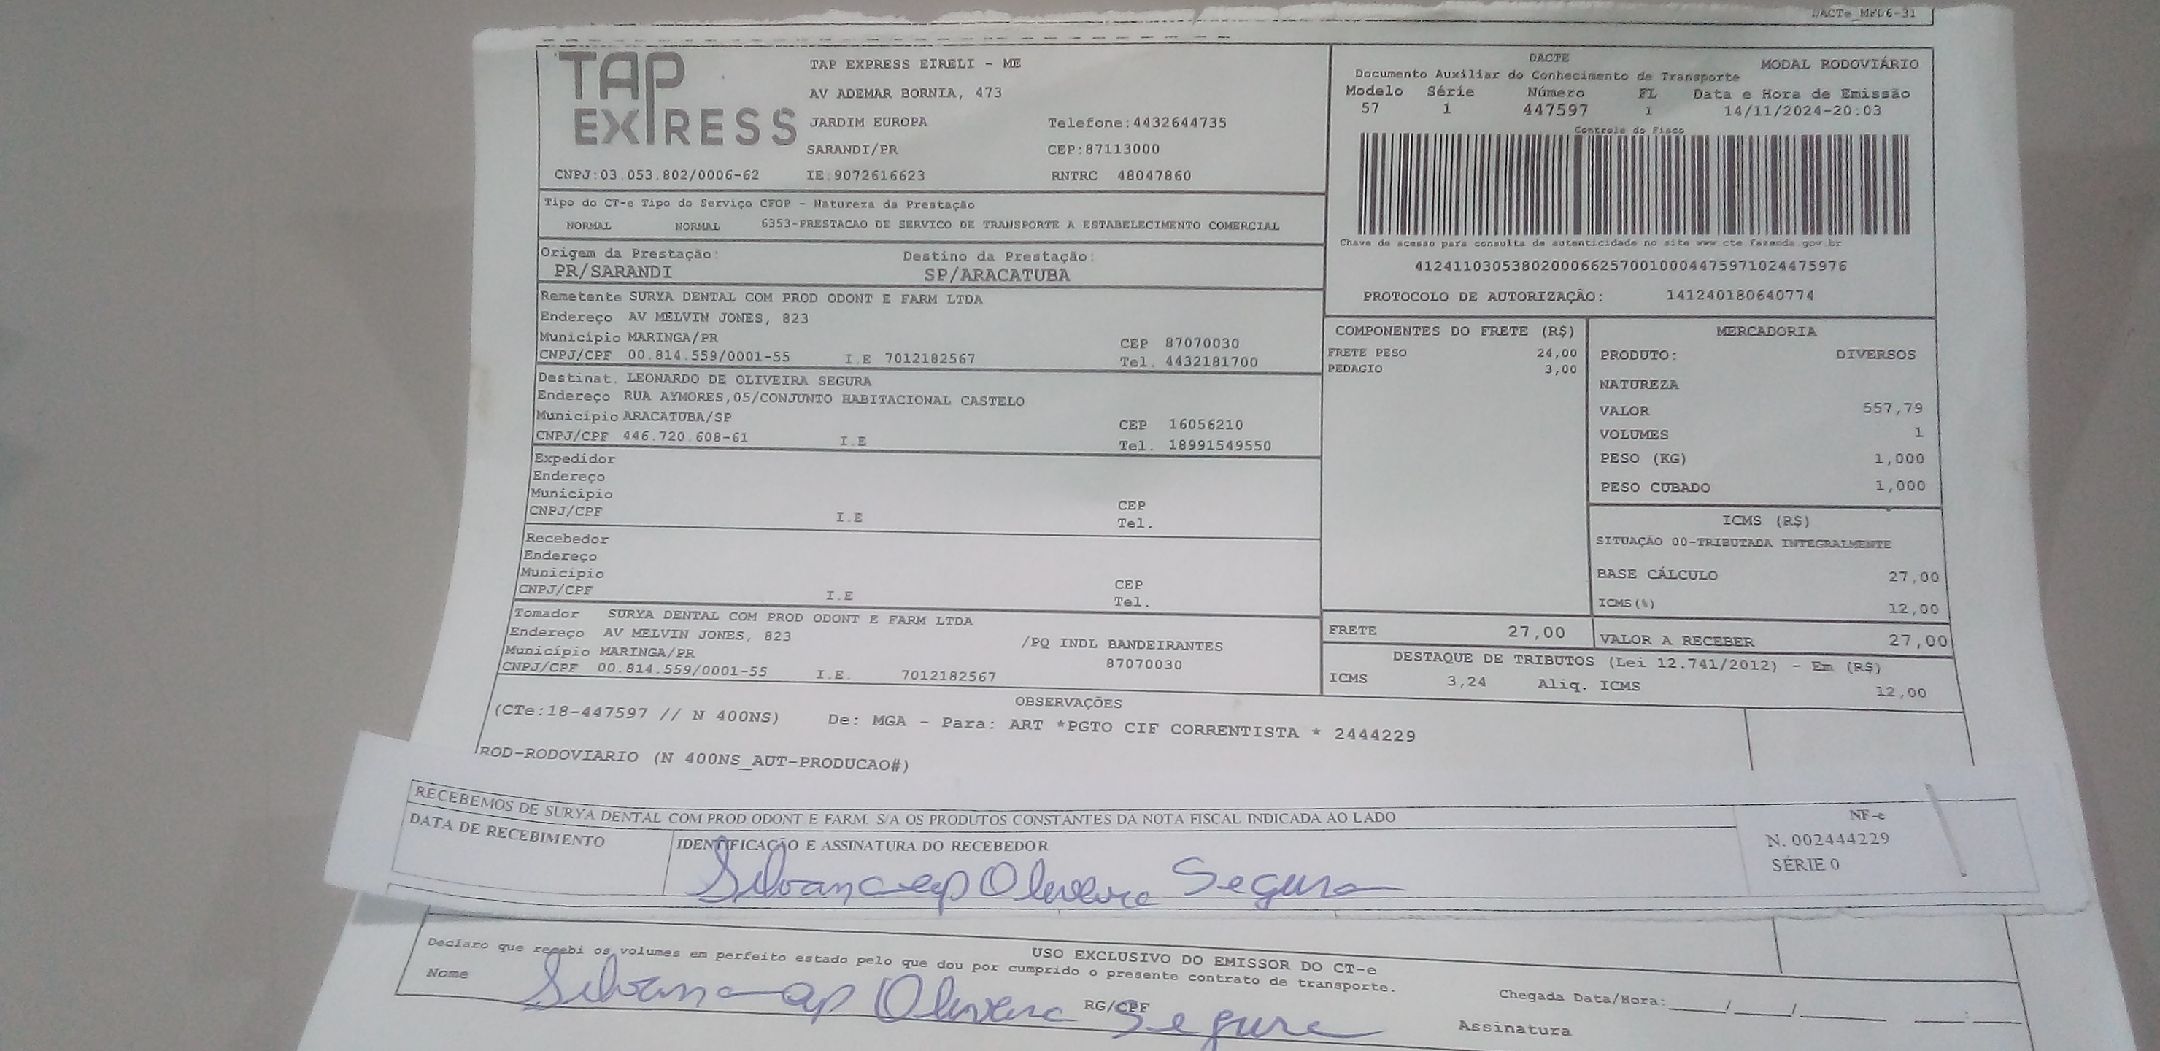 DACTe_MFD6-31
TAP EXPRESS
TAP EXPRESS EIRELI - ME
AV ADEMAR BORNIA, 473
JARDIM EUROPA Telefone:4432644735
SARANDI/PR CEP:87113000
CNPJ:03.053.802/0006-62 IE:9072616623 RNTRC 48047860
DACTE MODAL RODOVIÁRIO
Documento Auxiliar do Conhecimento de Transporte
Modelo Série Número FL Data e Hora de Emissão
57 1 447597 1 14/11/2024-20:03
Controle do Fisco
Chave de acesso para consulta de autenticidade no site www.cte.fazenda.gov.br
41241103053802000662570010004475971024475976
PROTOCOLO DE AUTORIZAÇÃO: 141240180640774
Tipo do CT-e Tipo do Serviço CFOP - Natureza da Prestação
NORMAL NORMAL 6353-PRESTACAO DE SERVICO DE TRANSPORTE A ESTABELECIMENTO COMERCIAL
Origem da Prestação: Destino da Prestação:
PR/SARANDI SP/ARACATUBA
Remetente SURYA DENTAL COM PROD ODONT E FARM LTDA
Endereço AV MELVIN JONES, 823
Município MARINGA/PR CEP 87070030
CNPJ/CPF 00.814.559/0001-55 I.E 7012182567 Tel. 4432181700
Destinat. LEONARDO DE OLIVEIRA SEGURA
Endereço RUA AYMORES,05/CONJUNTO HABITACIONAL CASTELO
Município ARACATUBA/SP CEP 16056210
CNPJ/CPF 446.720.608-61 I.E Tel. 18991549550
Expedidor
Endereço
Município CEP
CNPJ/CPF I.E Tel.
Recebedor
Endereço
Município CEP
CNPJ/CPF I.E Tel.
Tomador SURYA DENTAL COM PROD ODONT E FARM LTDA
Endereço AV MELVIN JONES, 823 /PQ INDL BANDEIRANTES
Município MARINGA/PR 87070030
CNPJ/CPF 00.814.559/0001-55 I.E. 7012182567
COMPONENTES DO FRETE (R$)
FRETE PESO 24,00
PEDAGIO 3,00
FRETE 27,00
MERCADORIA
PRODUTO: DIVERSOS
NATUREZA
VALOR 557,79
VOLUMES 1
PESO (KG) 1,000
PESO CUBADO 1,000
ICMS (R$)
SITUAÇÃO 00-TRIBUTADA INTEGRALMENTE
BASE CÁLCULO 27,00
ICMS(%) 12,00
VALOR A RECEBER 27,00
DESTAQUE DE TRIBUTOS (Lei 12.741/2012) - Em (R$)
ICMS 3,24 Aliq. ICMS 12,00
OBSERVAÇÕES
(CTe:18-447597 // N 400NS) De: MGA - Para: ART *PGTO CIF CORRENTISTA * 2444229
ROD-RODOVIARIO (N 400NS_AUT-PRODUCAO#)
RECEBEMOS DE SURYA DENTAL COM PROD ODONT E FARM. S/A OS PRODUTOS CONSTANTES DA NOTA FISCAL INDICADA AO LADO
DATA DE RECEBIMENTO IDENTIFICAÇÃO E ASSINATURA DO RECEBEDOR
Silvana ap Oliveira Segura
NF-e
N. 002444229
SÉRIE 0
USO EXCLUSIVO DO EMISSOR DO CT-e
Declaro que recebi os volumes em perfeito estado pelo que dou por cumprido o presente contrato de transporte.
Nome Silvana ap Oliveira Segura RG/CPF
Chegada Data/Hora:____/____/______ ___:___
Assinatura